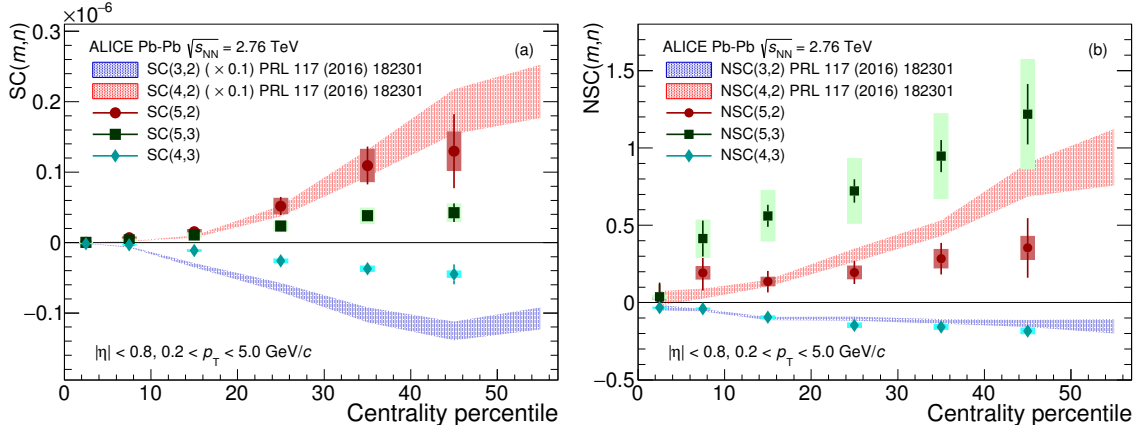 ×10⁻⁶
ALICE Pb-Pb √sNN = 2.76 TeV
(a)
SC(3,2) ( × 0.1) PRL 117 (2016) 182301
SC(4,2) ( × 0.1) PRL 117 (2016) 182301
SC(5,2)
SC(5,3)
SC(4,3)
SC(m,n)
0.3
0.2
0.1
0
−0.1
|η| < 0.8, 0.2 < pT < 5.0 GeV/c
0 10 20 30 40 50
Centrality percentile
ALICE Pb-Pb √sNN = 2.76 TeV
(b)
NSC(3,2) PRL 117 (2016) 182301
NSC(4,2) PRL 117 (2016) 182301
NSC(5,2)
NSC(5,3)
NSC(4,3)
NSC(m,n)
1.5
1
0.5
0
−0.5
|η| < 0.8, 0.2 < pT < 5.0 GeV/c
0 10 20 30 40 50
Centrality percentile